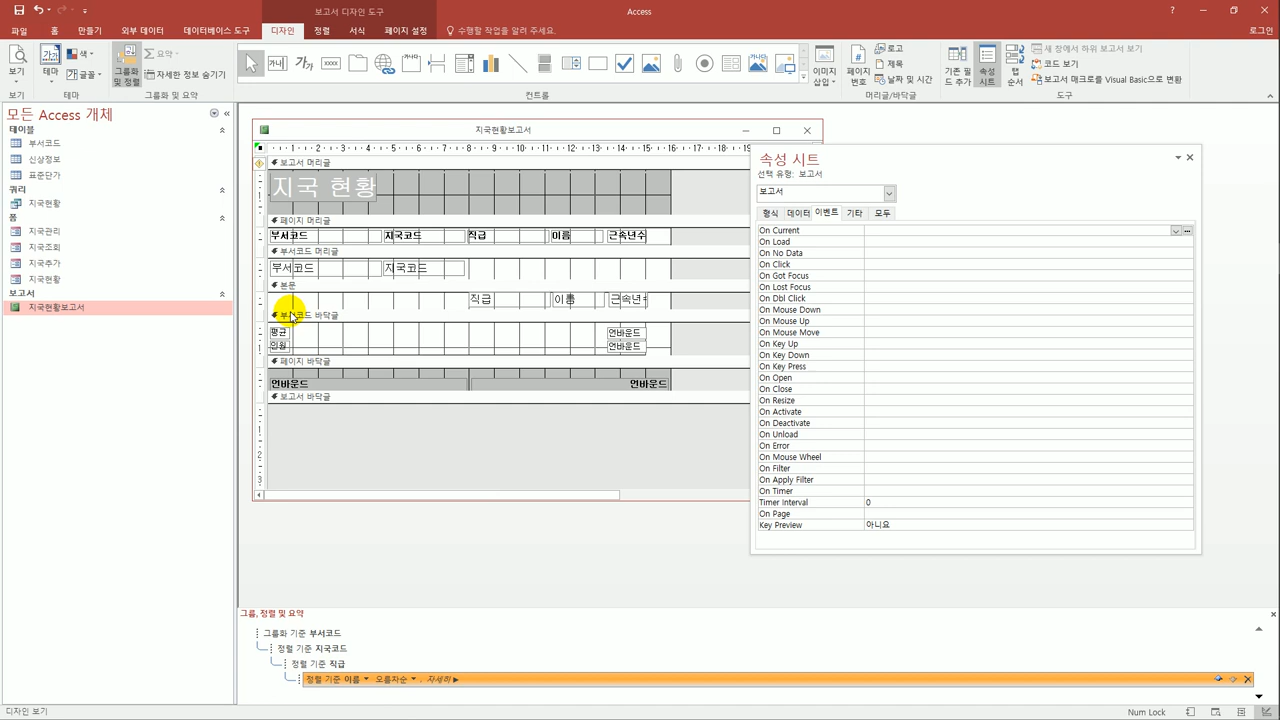 보고서 디자인 도구
Access
파일 홈 만들기 외부 데이터 데이터베이스 도구 디자인 정렬 서식 페이지 설정 수행할 작업을 알려 주세요. 로그인
보기 테마 색 글꼴 그룹화 및 정렬 요약 자세한 정보 숨기기
이미지 삽입 페이지 번호 로고 제목 날짜 및 시간 기존 필드 추가 속성 시트 탭 순서 새 창에서 하위 보고서 보기 코드 보기 보고서 매크로를 Visual Basic으로 변환
보기 테마 그룹화 및 요약 컨트롤 머리글/바닥글 도구
모든 Access 개체
테이블
부서코드
신상정보
표준단가
쿼리
지국현황
폼
지국관리
지국조회
지국추가
지국현황
보고서
지국현황보고서
지국현황보고서
1 2 3 4 5 6 7 8 9 10 11 12 13 14 15 16 17 18 19
보고서 머리글
지국 현황
페이지 머리글
부서코드 지국코드 직급 이름 근속년수
부서코드 머리글
부서코드 지국코드
본문
직급 이름
부서코드 바닥글
평균 언바운드
인원 언바운드
페이지 바닥글
언바운드 언바운드
보고서 바닥글
속성 시트
선택 유형: 보고서
보고서
형식 데이터 이벤트 기타 모두
On Current
On Load
On No Data
On Click
On Got Focus
On Lost Focus
On Dbl Click
On Mouse Down
On Mouse Up
On Mouse Move
On Key Up
On Key Down
On Key Press
On Open
On Close
On Resize
On Activate
On Deactivate
On Unload
On Error
On Mouse Wheel
On Filter
On Apply Filter
On Timer
Timer Interval 0
On Page
Key Preview 아니요
그룹, 정렬 및 요약
그룹화 기준 부서코드
정렬 기준 지국코드
정렬 기준 직급
정렬 기준 이름 오름차순 , 자세히
디자인 보기
Num Lock